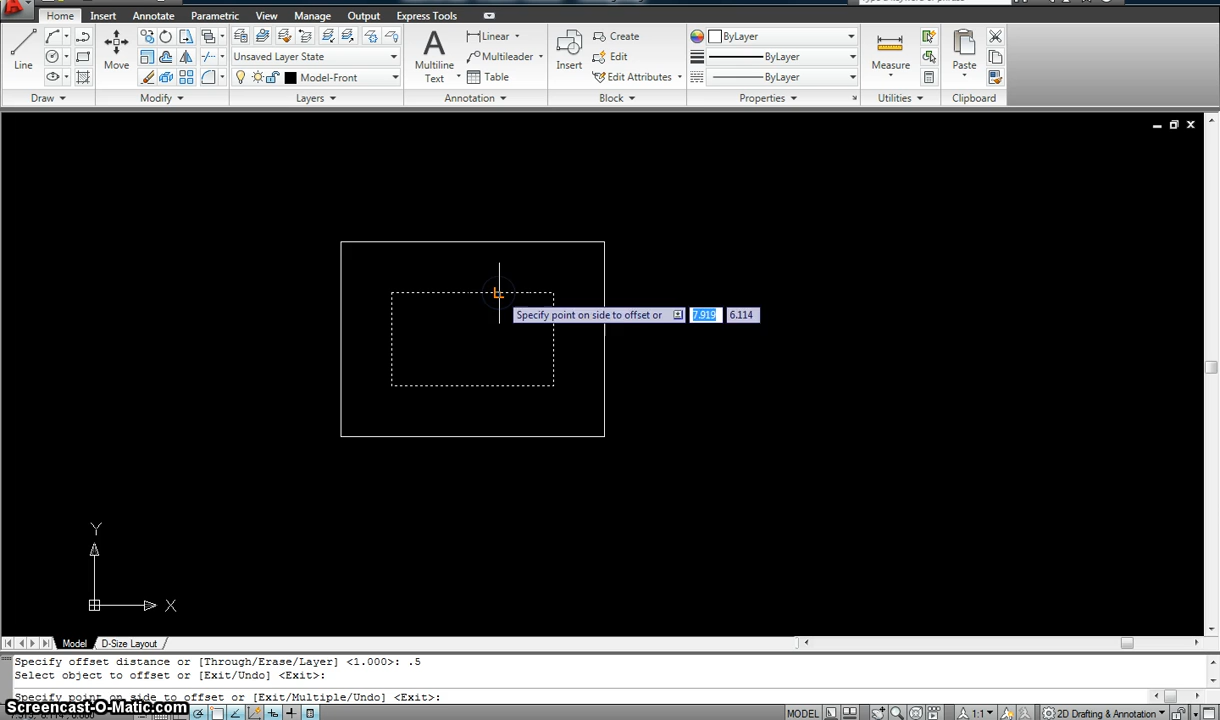 Home Insert Annotate Parametric View Manage Output Express Tools
Linear Create ByLayer
Unsaved Layer State Multileader Edit ByLayer
Line Move Model-Front Multiline Text Table Insert Edit Attributes ByLayer Measure Paste
Draw Modify Layers Annotation Block Properties Utilities Clipboard
Specify point on side to offset or 7.919 6.114
Y
X
Model D-Size Layout
Specify offset distance or [Through/Erase/Layer] <1.000>: .5
Select object to offset or [Exit/Undo] <Exit>:
Specify point on side to offset or [Exit/Multiple/Undo] <Exit>:
Screencast-O-Matic.com MODEL 1:1 2D Drafting & Annotation